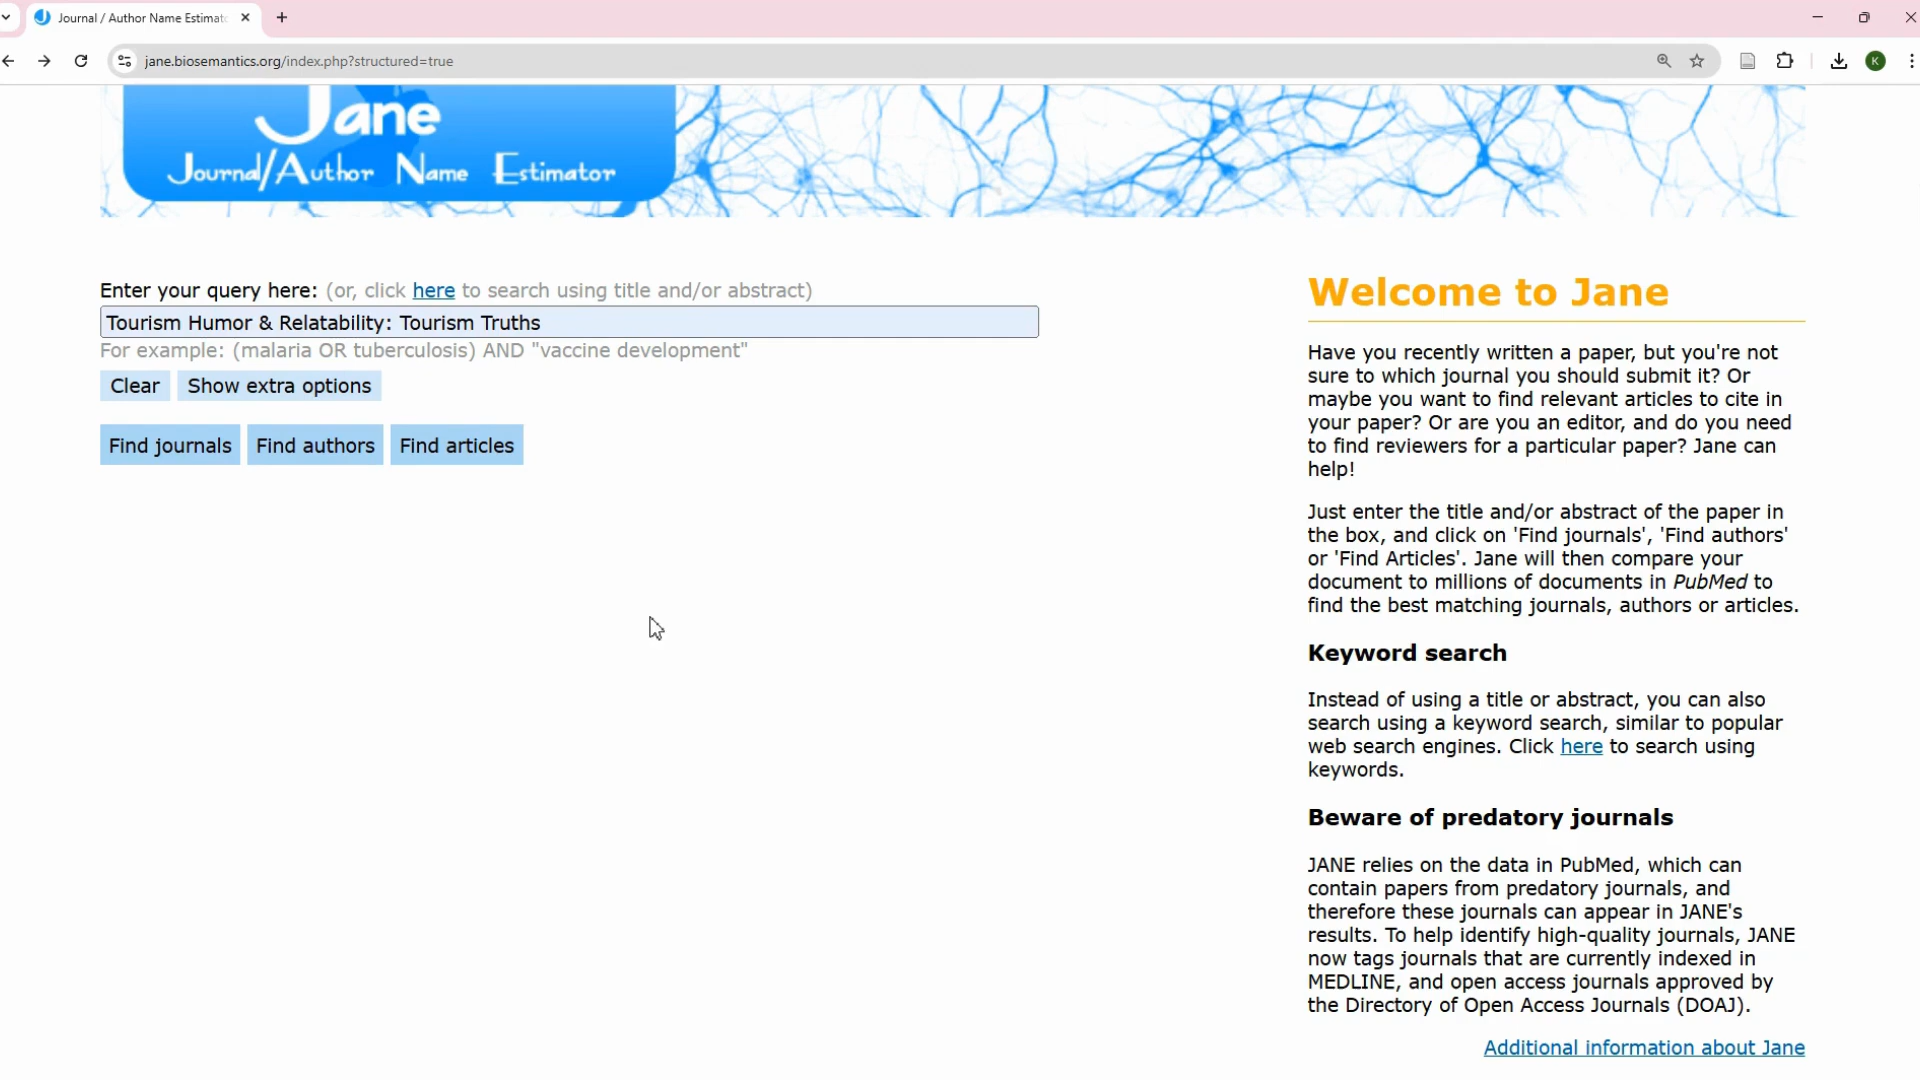 Journal / Author Name Estimat
jane.biosemantics.org/index.php?structured=true
K
Jane
Journal/Author Name Estimator
Enter your query here: (or, click here to search using title and/or abstract)
Tourism Humor & Relatability: Tourism Truths
For example: (malaria OR tuberculosis) AND "vaccine development"
Clear
Show extra options
Find journals
Find authors
Find articles
Welcome to Jane
Have you recently written a paper, but you're not
sure to which journal you should submit it? Or
maybe you want to find relevant articles to cite in
your paper? Or are you an editor, and do you need
to find reviewers for a particular paper? Jane can
help!
Just enter the title and/or abstract of the paper in
the box, and click on 'Find journals', 'Find authors'
or 'Find Articles'. Jane will then compare your
document to millions of documents in PubMed to
find the best matching journals, authors or articles.
Keyword search
Instead of using a title or abstract, you can also
search using a keyword search, similar to popular
web search engines. Click here to search using
keywords.
Beware of predatory journals
JANE relies on the data in PubMed, which can
contain papers from predatory journals, and
therefore these journals can appear in JANE's
results. To help identify high-quality journals, JANE
now tags journals that are currently indexed in
MEDLINE, and open access journals approved by
the Directory of Open Access Journals (DOAJ).
Additional information about Jane